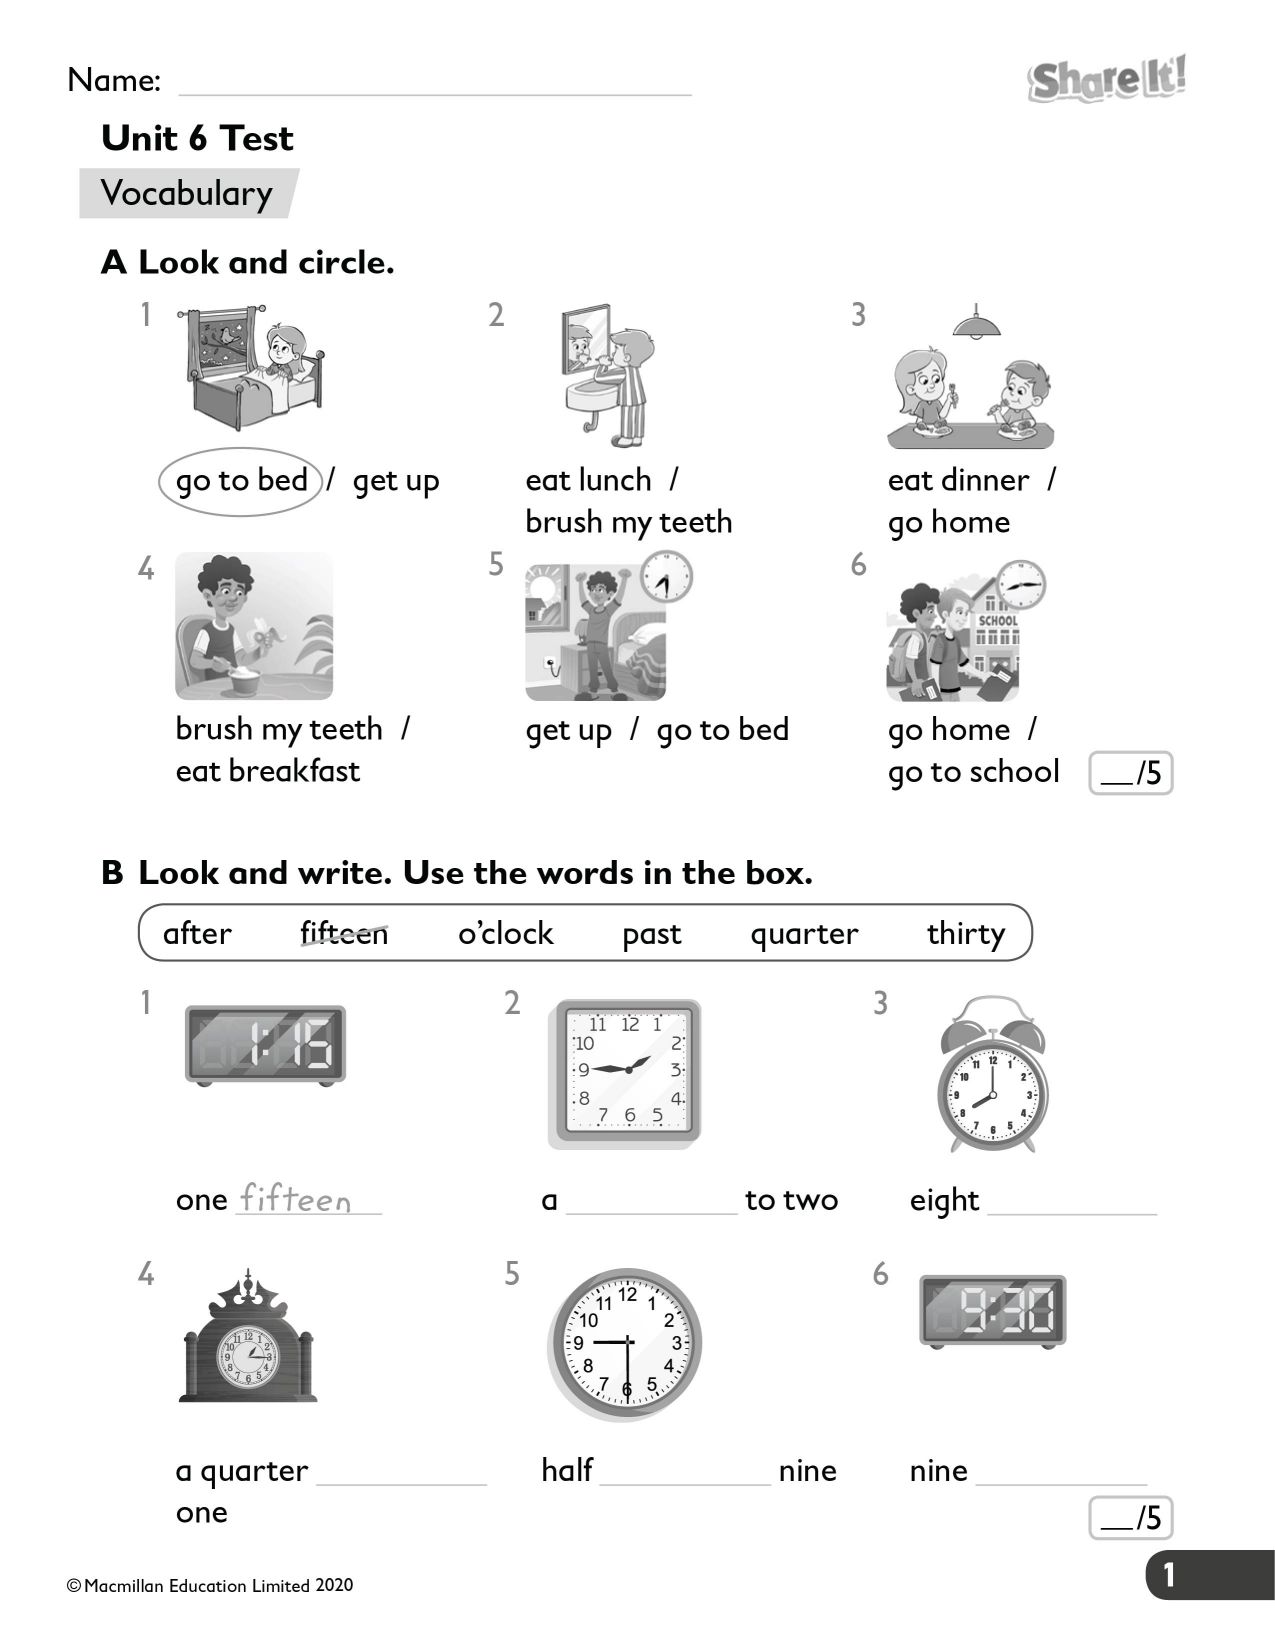 Name:
Share It!
Unit 6 Test
Vocabulary
A Look and circle.
1 2 3
go to bed / get up
eat lunch /
brush my teeth
eat dinner /
go home
4 5 6
SCHOOL
brush my teeth /
eat breakfast
get up / go to bed
go home /
go to school
__/5
B Look and write. Use the words in the box.
after fifteen o’clock past quarter thirty
1
1:15
one fifteen
2
11 12 1
10 2
9 3
8 4
7 6 5
a ____ to two
3
11 12 1
10 2
9 3
8 4
7 6 5
eight ____
4
11 12 1
10 2
9 3
8 4
7 6 5
a quarter ____
one
5
11 12 1
10 2
9 3
8 4
7 6 5
half ____ nine
6
9:30
nine ____
__/5
© Macmillan Education Limited 2020
1